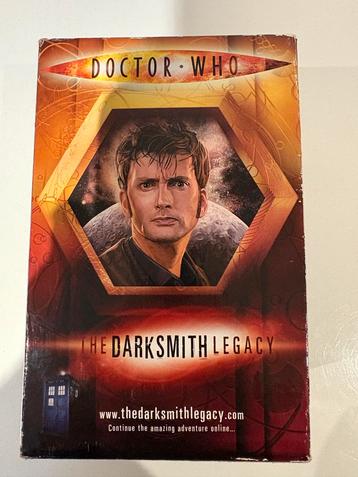 DOCTOR · WHO
THE DARKSMITH LEGACY
www.thedarksmithlegacy.com
Continue the amazing adventure online...